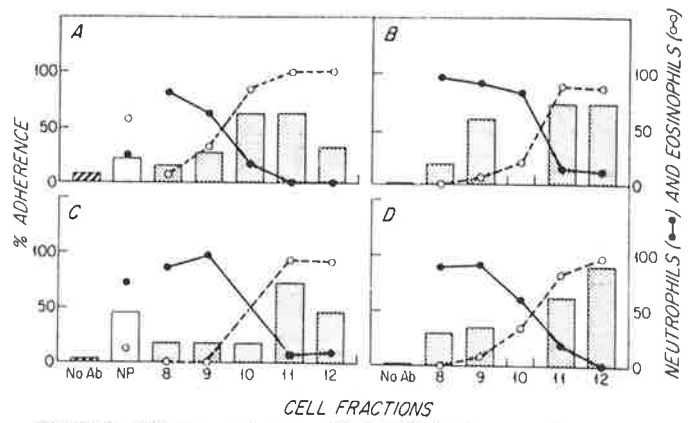 A
B
% ADHERENCE
100
50
0
100
50
0
C
D
100
50
0
100
50
0
No Ab NP 8 9 10 11 12
No Ab 8 9 10 11 12
CELL FRACTIONS
NEUTROPHILS (●–●) AND EOSINOPHILS (○○)